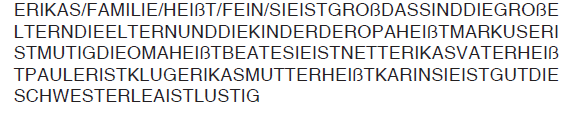 ERIKAS/FAMILIE/HEIßT/FEIN/SIEISTGROßDASSINDDIEGROßE
LTERNDIEELTERNUNDDIEKINDERDEROPAHEIßTMARKUSERI
STMUTIGDIEOMAHEIßTBEATESIEISTNETTERIKASVATERHEIß
TPAULERISTKLUGERIKASMUTTERHEIßTKARINSIEISTGUTDIE
SCHWESTERLEAISTLUSTIG